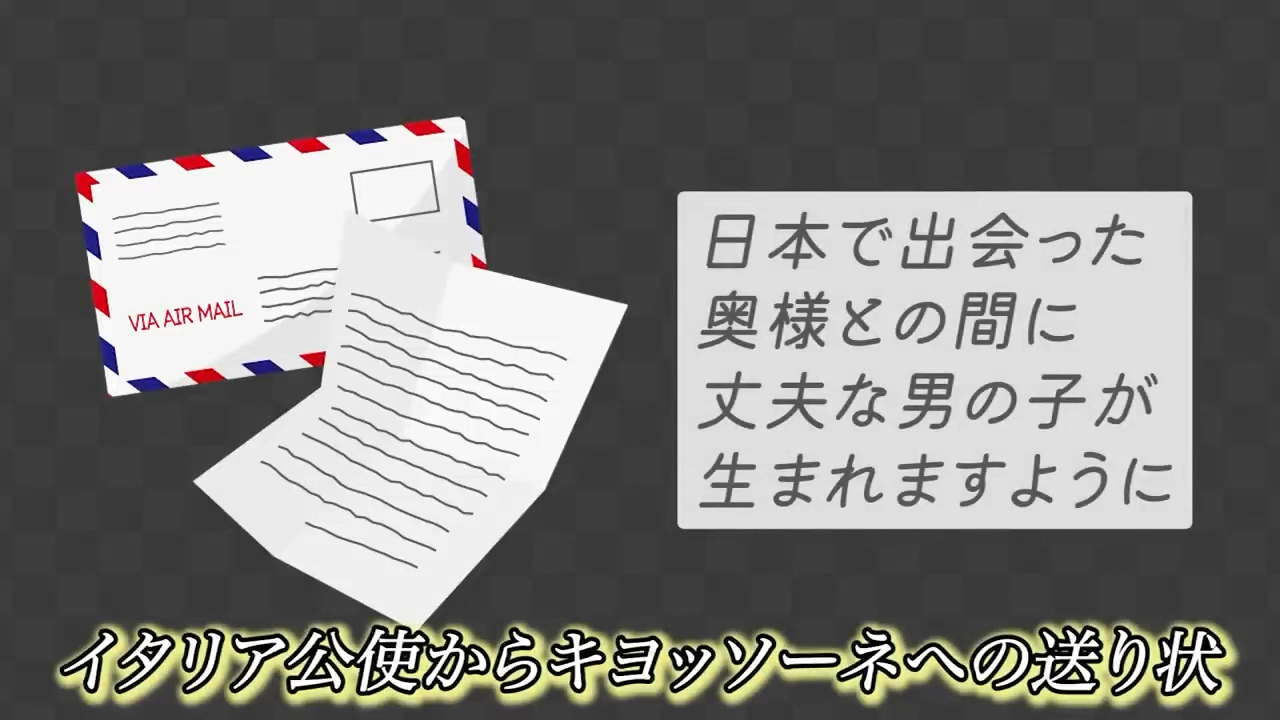 VIA AIR MAIL
日本で出会った
奥様との間に
丈夫な男の子が
生まれますように
イタリア公使からキヨッソーネへの送り状